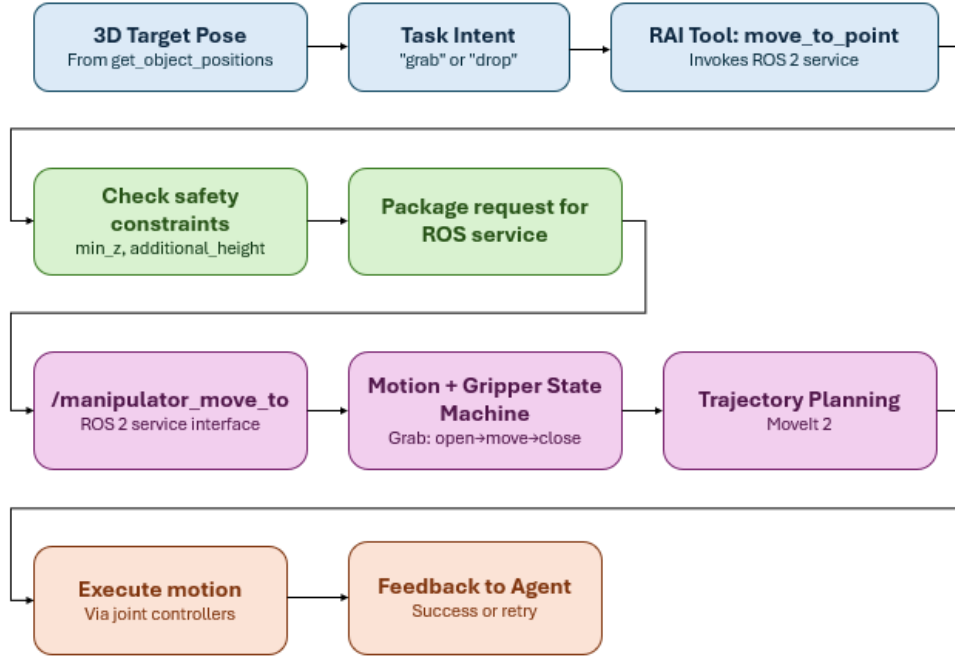 3D Target Pose
From get_object_positions
Task Intent
"grab" or "drop"
RAI Tool: move_to_point
Invokes ROS 2 service
Check safety
constraints
min_z, additional_height
Package request for
ROS service
/manipulator_move_to
ROS 2 service interface
Motion + Gripper State
Machine
Grab: open→move→close
Trajectory Planning
MoveIt 2
Execute motion
Via joint controllers
Feedback to Agent
Success or retry